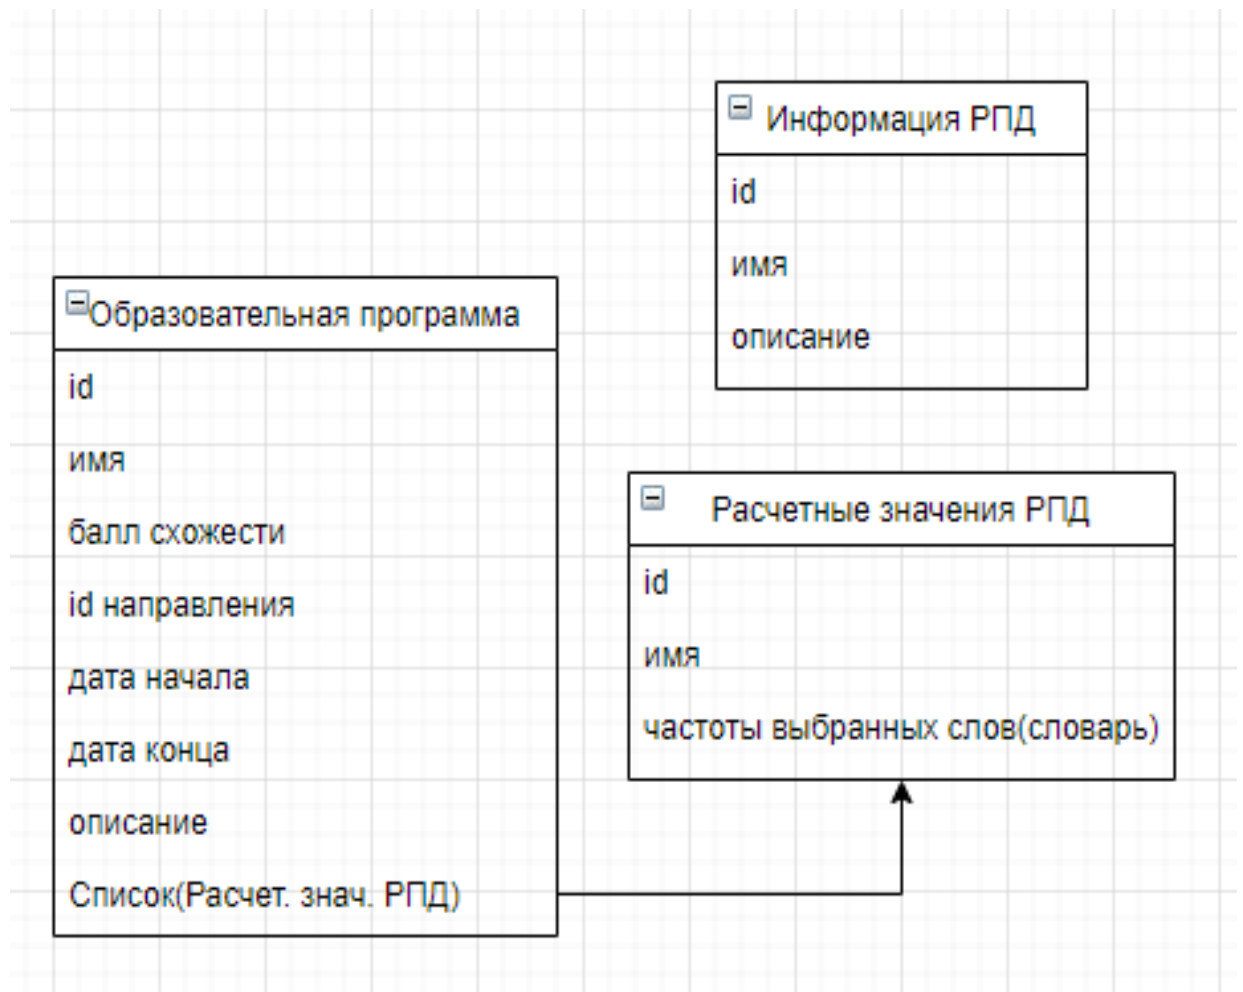 Информация РПД
id
имя
описание
Образовательная программа
id
имя
балл схожести
id направления
дата начала
дата конца
описание
Список(Расчет. знач. РПД)
Расчетные значения РПД
id
имя
частоты выбранных слов(словарь)